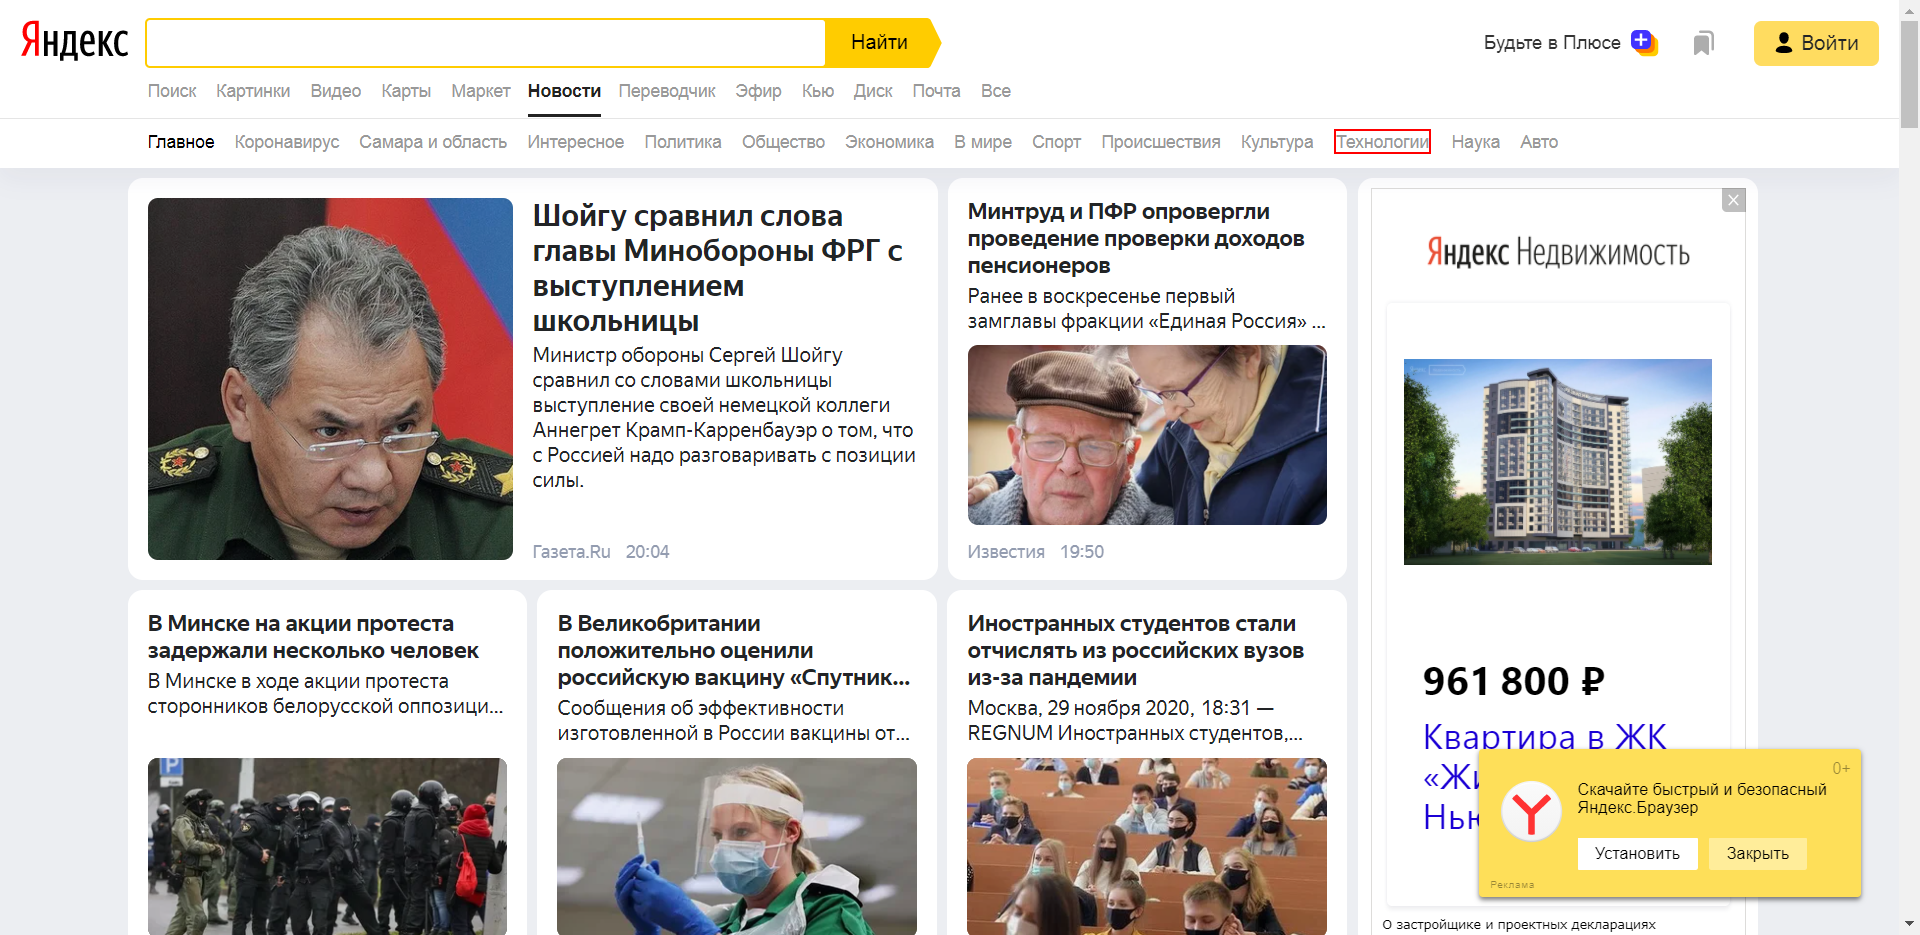 Яндекс
Найти
Будьте в Плюсе
Войти
Поиск Картинки Видео Карты Маркет Новости Переводчик Эфир Кью Диск Почта Все
Главное Коронавирус Самара и область Интересное Политика Общество Экономика В мире Спорт Происшествия Культура Технологии Наука Авто
Шойгу сравнил слова
главы Минобороны ФРГ с
выступлением
школьницы
Министр обороны Сергей Шойгу
сравнил со словами школьницы
выступление своей немецкой коллеги
Аннегрет Крамп-Карренбауэр о том, что
с Россией надо разговаривать с позиции
силы.
Газета.Ru 20:04
Минтруд и ПФР опровергли
проведение проверки доходов
пенсионеров
Ранее в воскресенье первый
замглавы фракции «Единая Россия» ...
Известия 19:50
Яндекс Недвижимость
961 800 ₽
Квартира в ЖК
«Жи
Нью
О застройщике и проектных декларациях
В Минске на акции протеста
задержали несколько человек
В Минске в ходе акции протеста
сторонников белорусской оппозици...
P
В Великобритании
положительно оценили
российскую вакцину «Спутник...
Сообщения об эффективности
изготовленной в России вакцины от...
Иностранных студентов стали
отчислять из российских вузов
из-за пандемии
Москва, 29 ноября 2020, 18:31 —
REGNUM Иностранных студентов,...
0+
Скачайте быстрый и безопасный
Яндекс.Браузер
Установить
Закрыть
Реклама